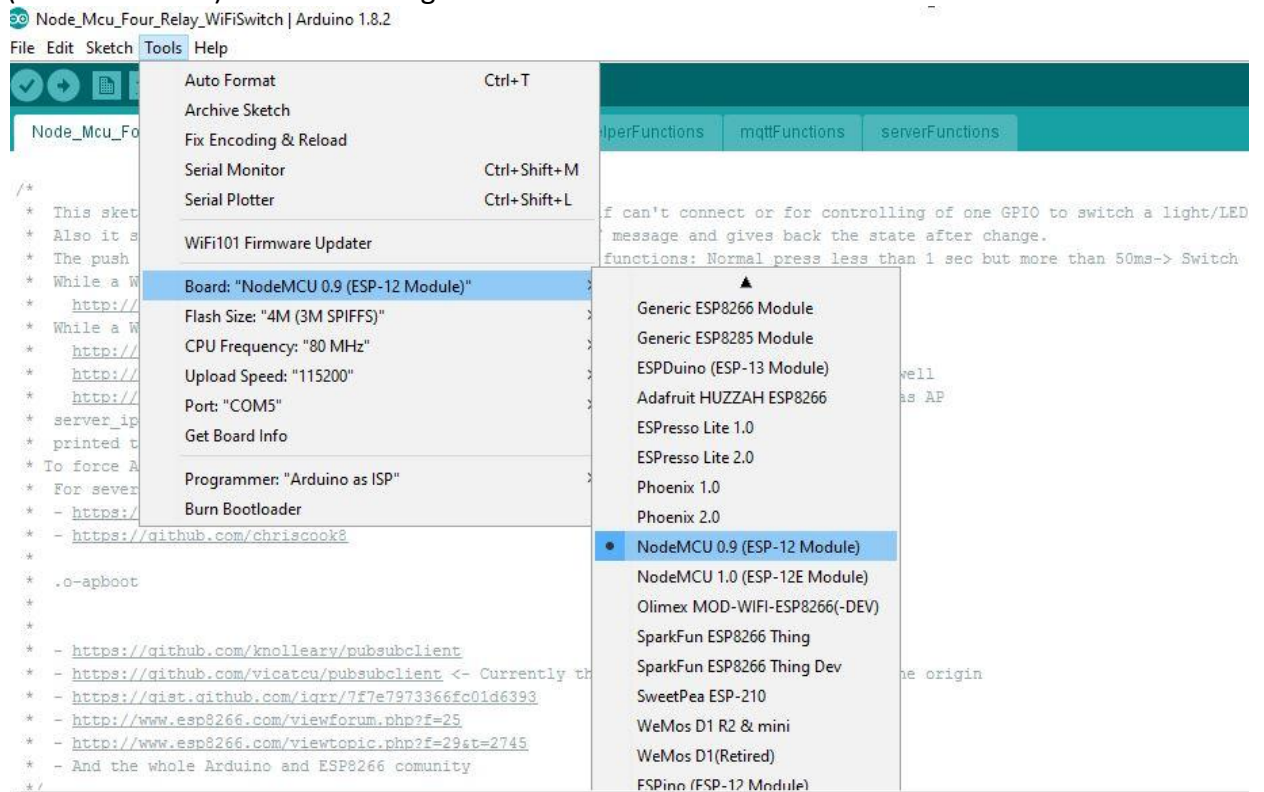 Node_Mcu_Four_Relay_WiFiSwitch | Arduino 1.8.2
File Edit Sketch Tools Help
Node_Mcu_Fo
lperFunctions
mqttFunctions
serverFunctions
Auto Format Ctrl+T
Archive Sketch
Fix Encoding & Reload
Serial Monitor Ctrl+Shift+M
Serial Plotter Ctrl+Shift+L
WiFi101 Firmware Updater
Board: "NodeMCU 0.9 (ESP-12 Module)"
Flash Size: "4M (3M SPIFFS)"
CPU Frequency: "80 MHz"
Upload Speed: "115200"
Port: "COM5"
Get Board Info
Programmer: "Arduino as ISP"
Burn Bootloader
Generic ESP8266 Module
Generic ESP8285 Module
ESPDuino (ESP-13 Module)
Adafruit HUZZAH ESP8266
ESPresso Lite 1.0
ESPresso Lite 2.0
Phoenix 1.0
Phoenix 2.0
NodeMCU 0.9 (ESP-12 Module)
NodeMCU 1.0 (ESP-12E Module)
Olimex MOD-WIFI-ESP8266(-DEV)
SparkFun ESP8266 Thing
SparkFun ESP8266 Thing Dev
SweetPea ESP-210
WeMos D1 R2 & mini
WeMos D1(Retired)
ESPino (ESP-12 Module)
/*
* This sket f can't connect or for controlling of one GPIO to switch a light/LED
* Also it s message and gives back the state after change.
* The push functions: Normal press less than 1 sec but more than 50ms-> Switch
* While a W
* http://
* While a W
* http://
* http:// well
* http:// as AP
* server_ip
* printed t
* To force A
* For sever
* - https:/
* - https://github.com/chriscook8
*
* .o-apboot
*
*
* - https://github.com/knolleary/pubsubclient
* - https://github.com/vicatcu/pubsubclient <- Currently th he origin
* - https://gist.github.com/igrr/7f7e7973366fc01d6393
* - http://www.esp8266.com/viewforum.php?f=25
* - http://www.esp8266.com/viewtopic.php?f=29&t=2745
* - And the whole Arduino and ESP8266 comunity
*/